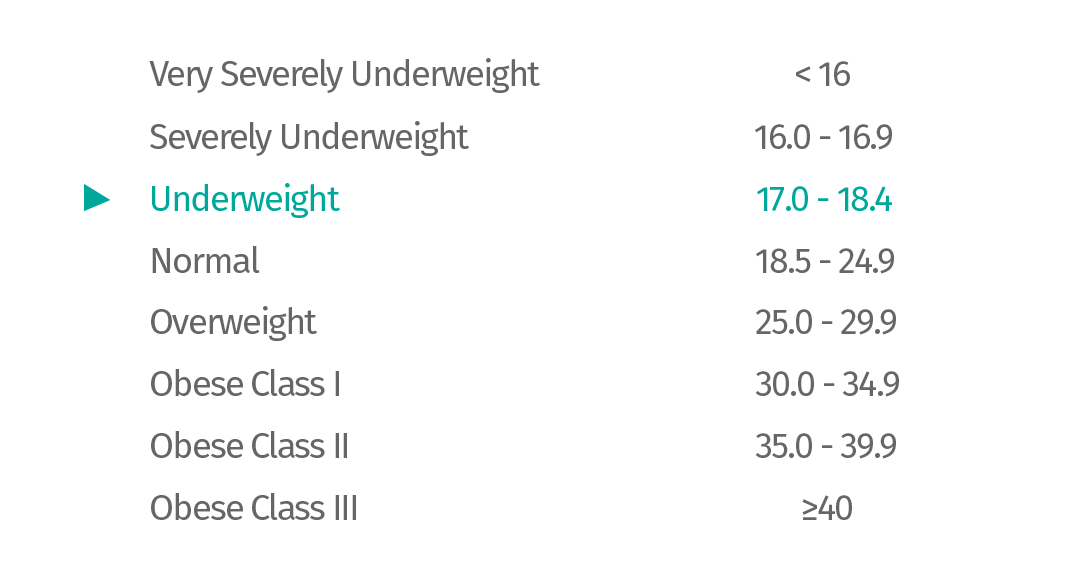 Very Severely Underweight < 16
Severely Underweight 16.0 - 16.9
Underweight 17.0 - 18.4
Normal 18.5 - 24.9
Overweight 25.0 - 29.9
Obese Class I 30.0 - 34.9
Obese Class II 35.0 - 39.9
Obese Class III ≥40